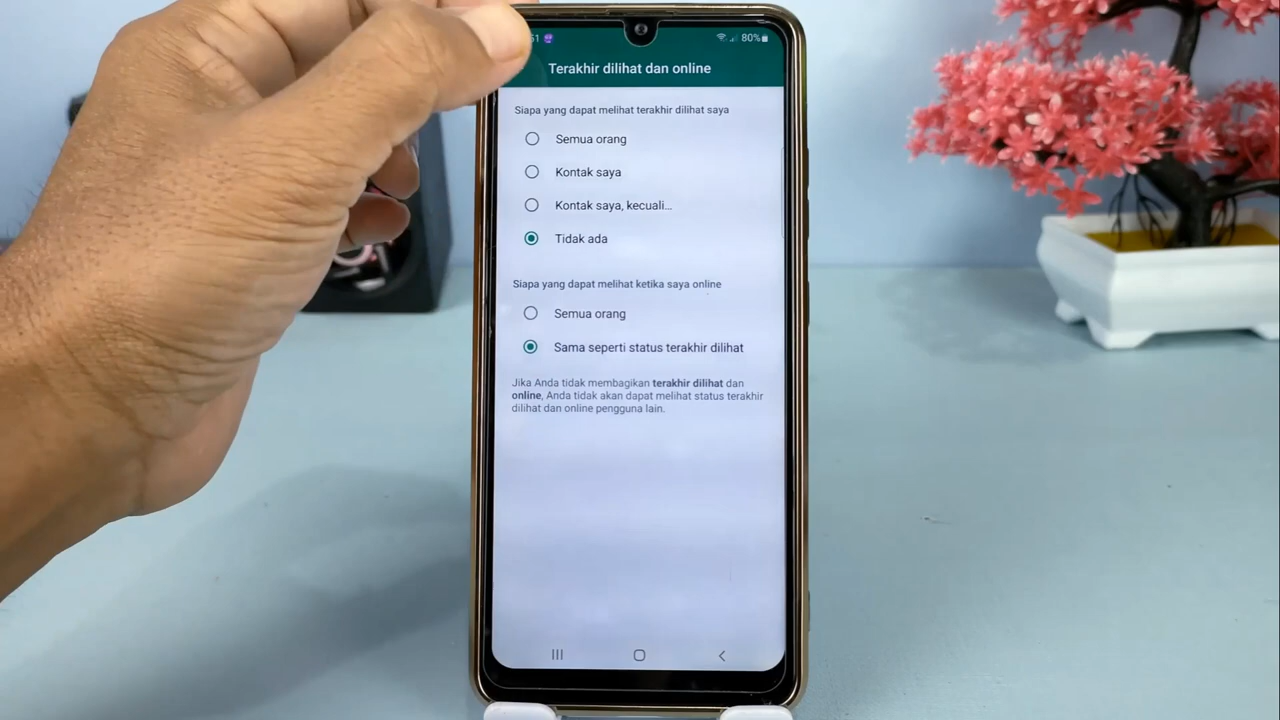 51 80%
Terakhir dilihat dan online
Siapa yang dapat melihat terakhir dilihat saya
Semua orang
Kontak saya
Kontak saya, kecuali...
Tidak ada
Siapa yang dapat melihat ketika saya online
Semua orang
Sama seperti status terakhir dilihat
Jika Anda tidak membagikan terakhir dilihat dan
online, Anda tidak akan dapat melihat status terakhir
dilihat dan online pengguna lain.